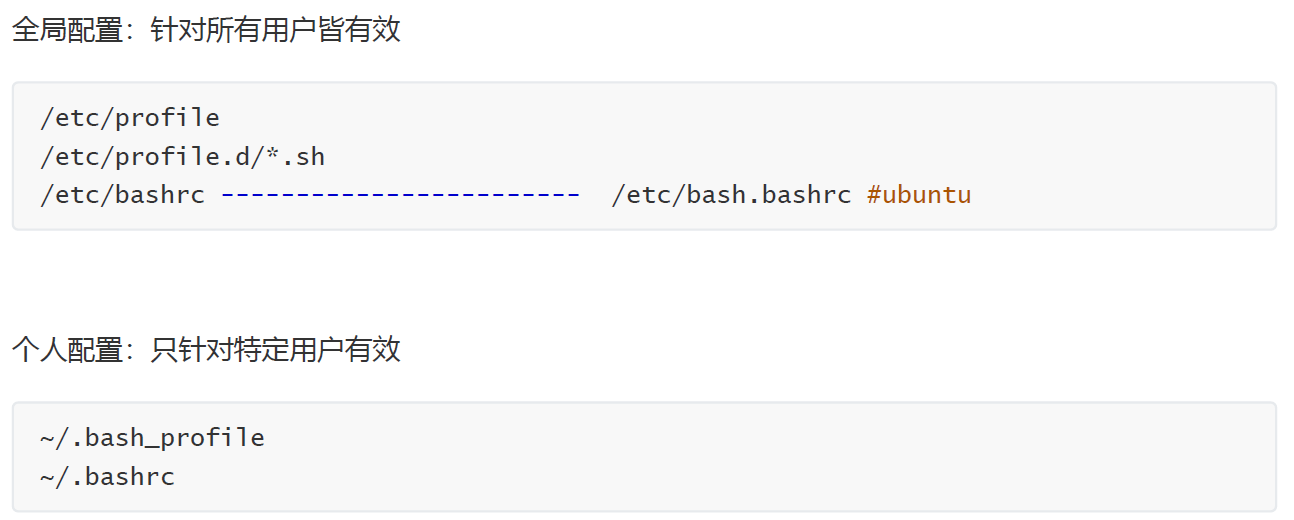 全局配置：针对所有用户皆有效
/etc/profile
/etc/profile.d/*.sh
/etc/bashrc ------------------------  /etc/bash.bashrc #ubuntu
个人配置：只针对特定用户有效
~/.bash_profile
~/.bashrc